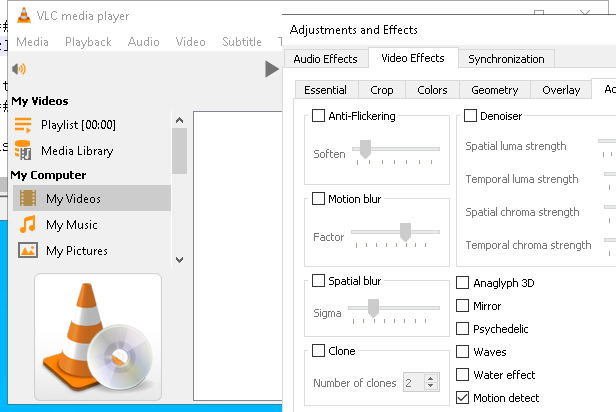 VLC media player
Media Playback Audio Video Subtitle
My Videos
Playlist [00:00]
Media Library
My Computer
My Videos
My Music
My Pictures
Adjustments and Effects
Audio Effects Video Effects Synchronization
Essential Crop Colors Geometry Overlay
Anti-Flickering
Soften
Motion blur
Factor
Spatial blur
Sigma
Clone
Number of clones 2
Denoiser
Spatial luma strength
Temporal luma strength
Spatial chroma strength
Temporal chroma strength
Anaglyph 3D
Mirror
Psychedelic
Waves
Water effect
Motion detect